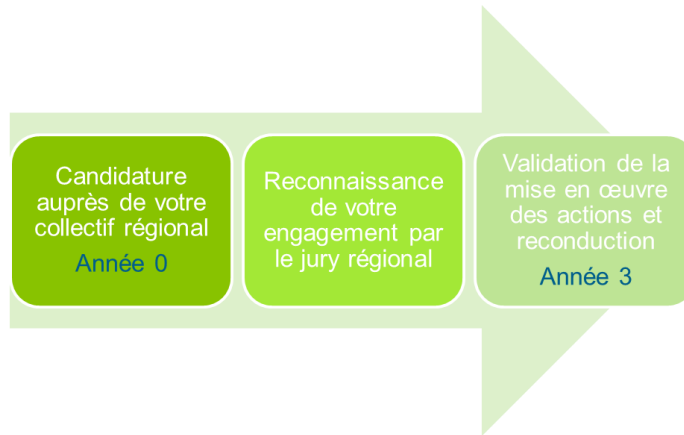 Candidature
auprès de votre
collectif régional
Année 0
Reconnaissance
de votre
engagement par
le jury régional
Validation de la
mise en œuvre
des actions et
reconduction
Année 3